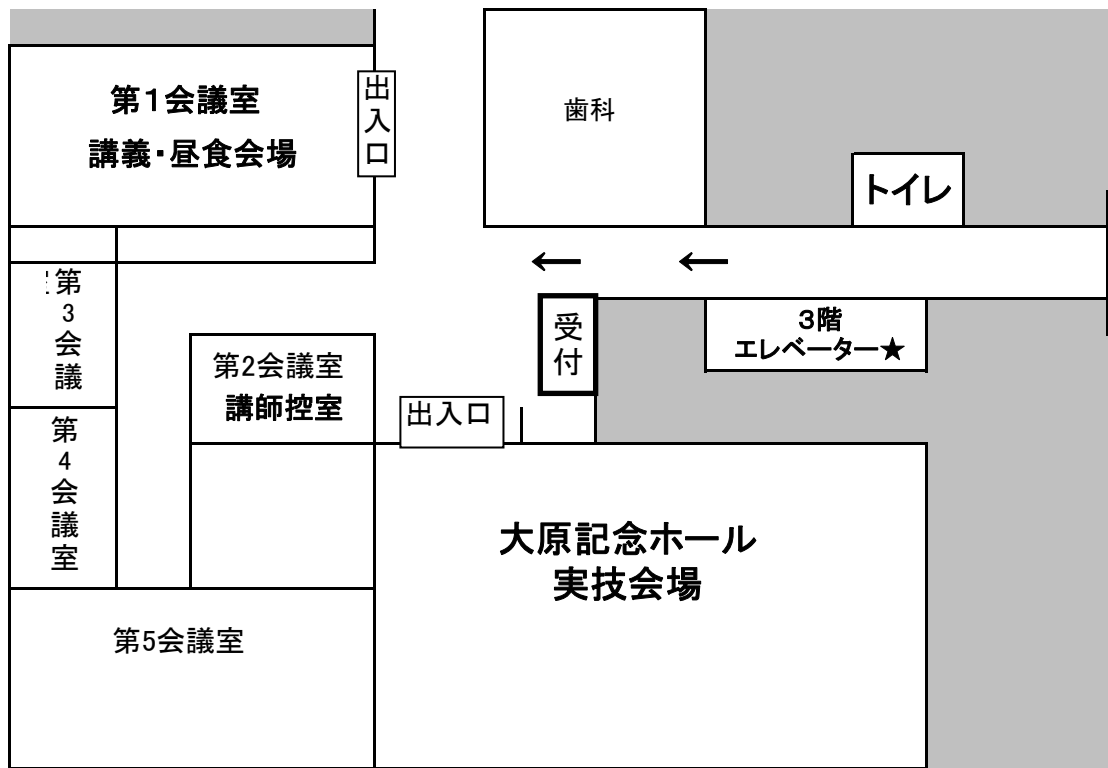 第1会議室
講義・昼食会場
出入口
歯科
トイレ
←
←
受付
3階
エレベーター★
第3会議
第2会議室
講師控室
出入口
第4会議室
大原記念ホール
実技会場
第5会議室